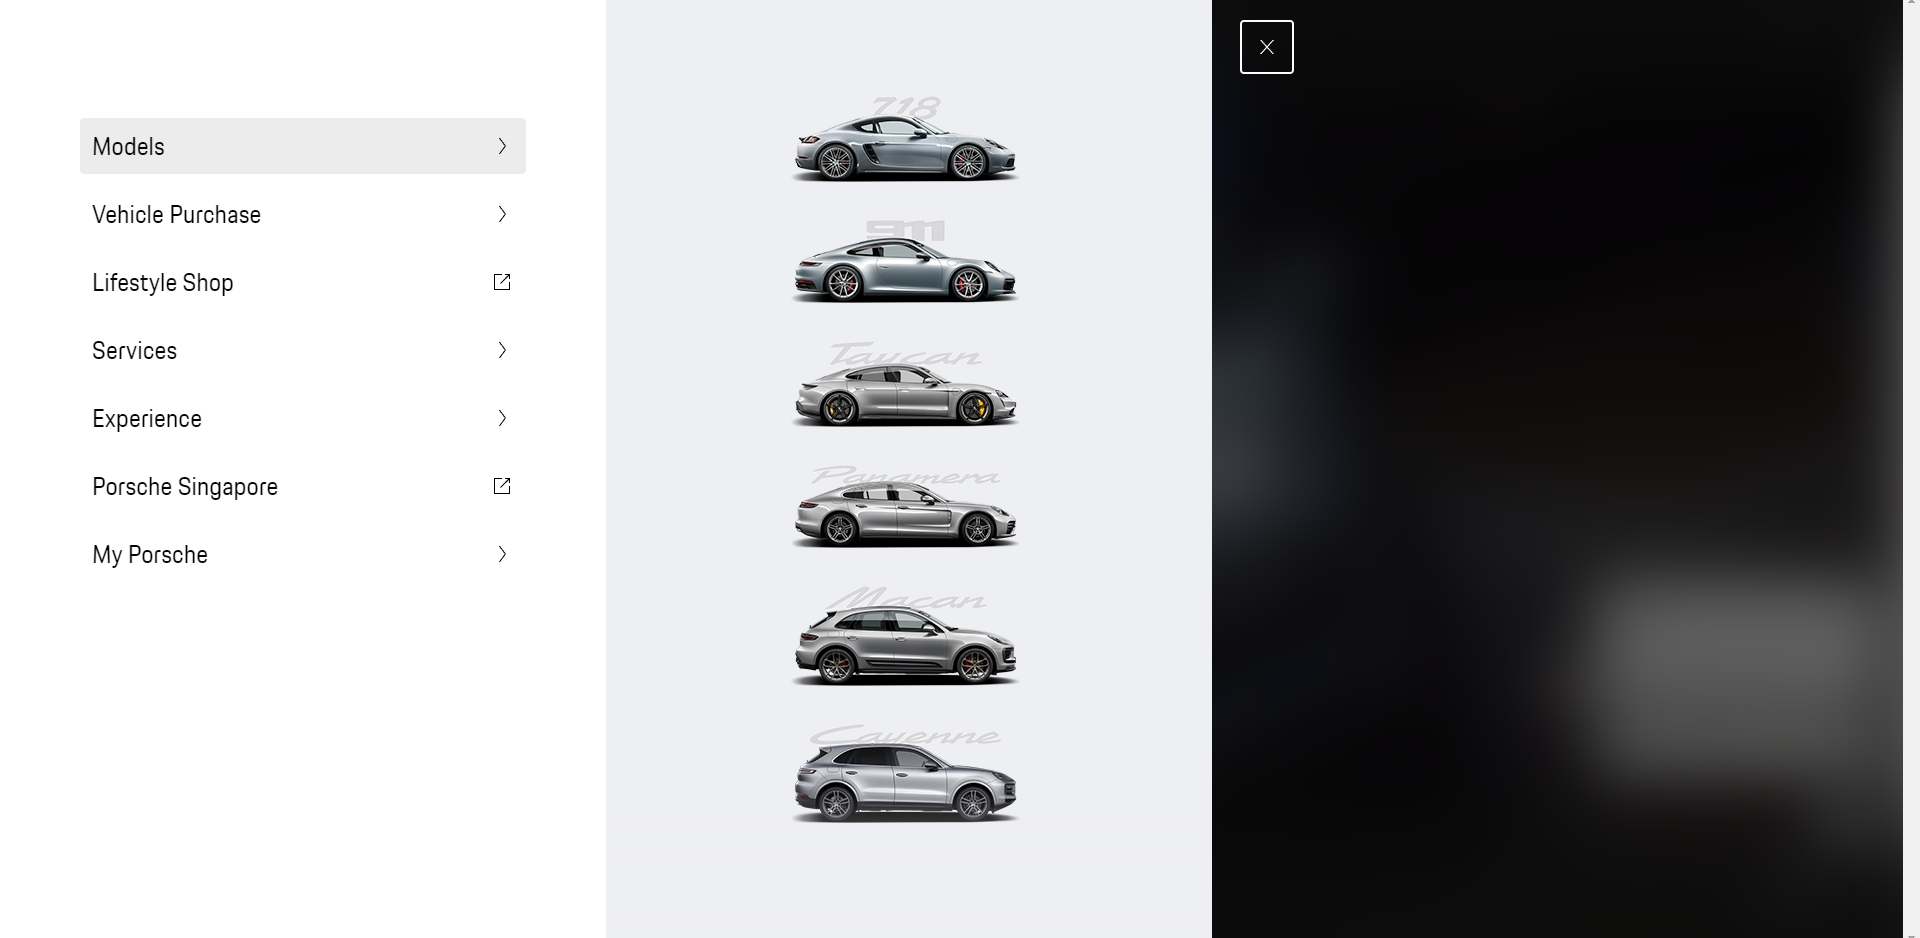 Models
Vehicle Purchase
Lifestyle Shop
Services
Experience
Porsche Singapore
My Porsche
718
911
Taycan
Panamera
Macan
Cayenne